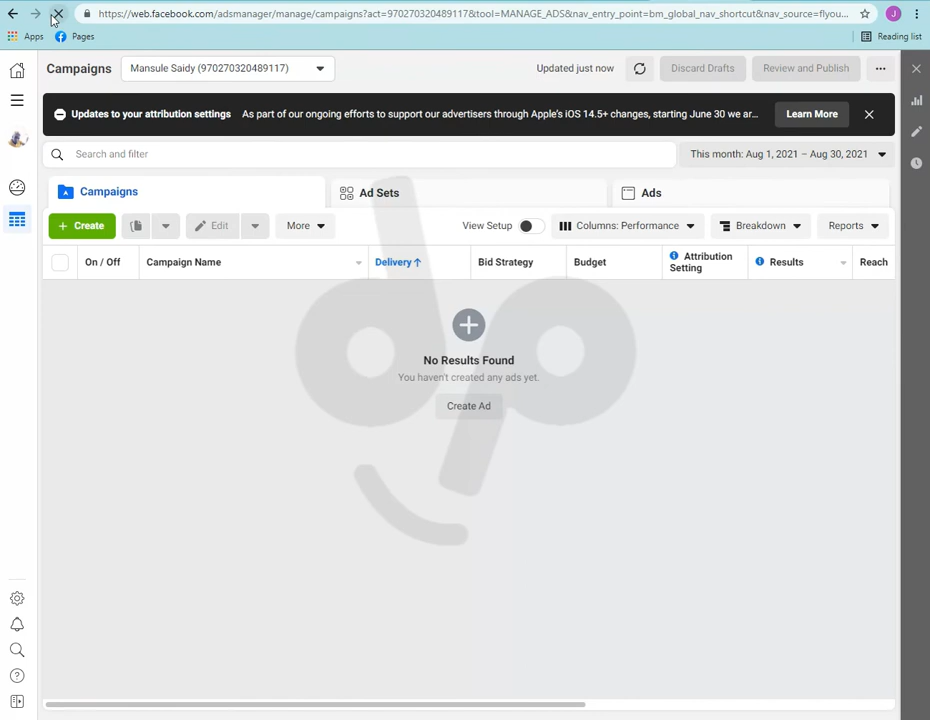 https://web.facebook.com/adsmanager/manage/campaigns?act=970270320489117&tool=MANAGE_ADS&nav_entry_point=bm_global_nav_shortcut&nav_source=flyou...
J
Apps
Pages
Reading list
Campaigns
Mansule Saidy (970270320489117)
Updated just now
Discard Drafts
Review and Publish
Updates to your attribution settings
As part of our ongoing efforts to support our advertisers through Apple's iOS 14.5+ changes, starting June 30 we ar...
Learn More
Search and filter
This month: Aug 1, 2021 – Aug 30, 2021
Campaigns
Ad Sets
Ads
+ Create
Edit
More
View Setup
Columns: Performance
Breakdown
Reports
On / Off
Campaign Name
Delivery ↑
Bid Strategy
Budget
Attribution
Setting
Results
Reach
No Results Found
You haven't created any ads yet.
Create Ad